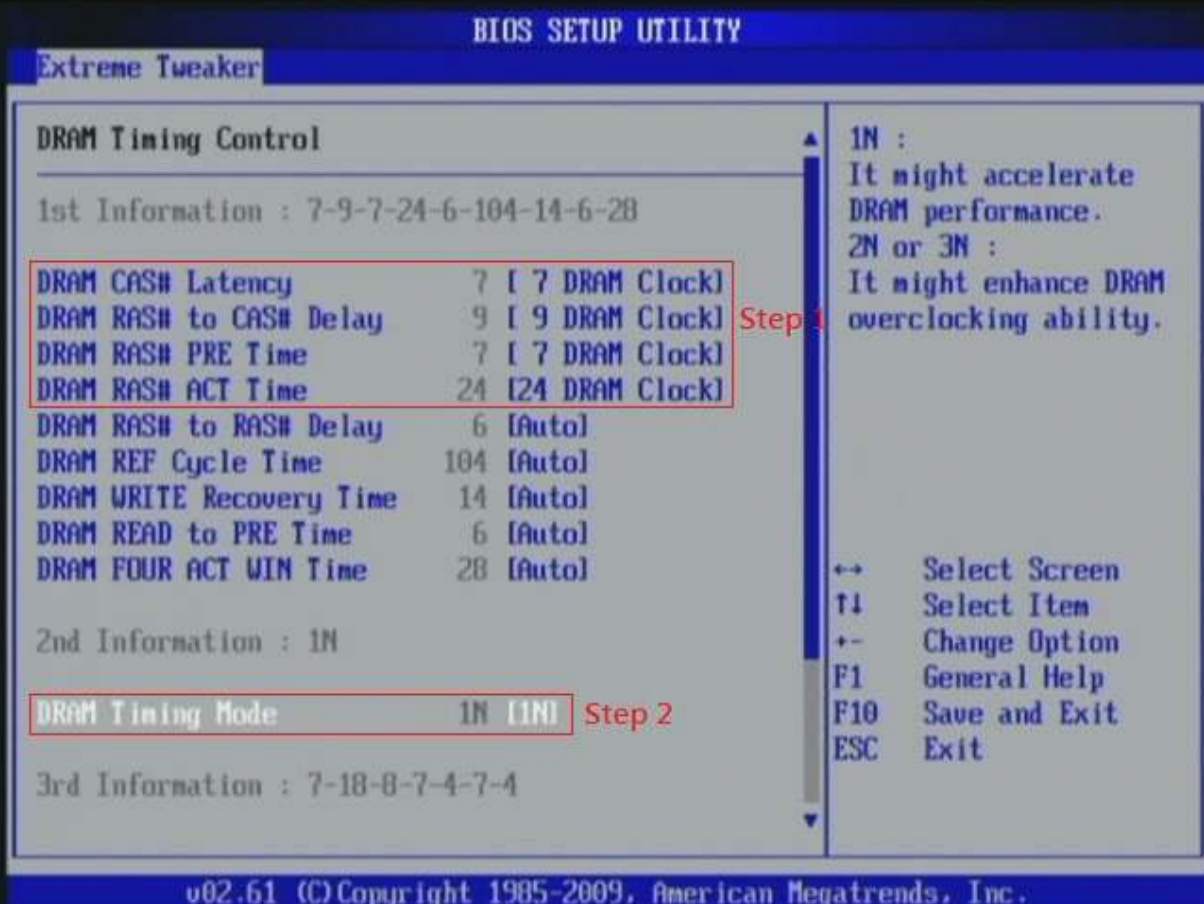 BIOS SETUP UTILITY
Extreme Tweaker
DRAM Timing Control
1st Information : 7-9-7-24-6-104-14-6-28
DRAM CAS# Latency 7 [ 7 DRAM Clock]
DRAM RAS# to CAS# Delay 9 [ 9 DRAM Clock]
DRAM RAS# PRE Time 7 [ 7 DRAM Clock]
DRAM RAS# ACT Time 24 [24 DRAM Clock]
Step 1
DRAM RAS# to RAS# Delay 6 [Auto]
DRAM REF Cycle Time 104 [Auto]
DRAM WRITE Recovery Time 14 [Auto]
DRAM READ to PRE Time 6 [Auto]
DRAM FOUR ACT WIN Time 28 [Auto]
2nd Information : 1N
DRAM Timing Mode 1N [1N]
Step 2
3rd Information : 7-18-8-7-4-7-4
1N :
It might accelerate
DRAM performance.
2N or 3N :
It might enhance DRAM
overclocking ability.
↔ Select Screen
↑↓ Select Item
+- Change Option
F1 General Help
F10 Save and Exit
ESC Exit
v02.61 (C)Copyright 1985-2009, American Megatrends, Inc.